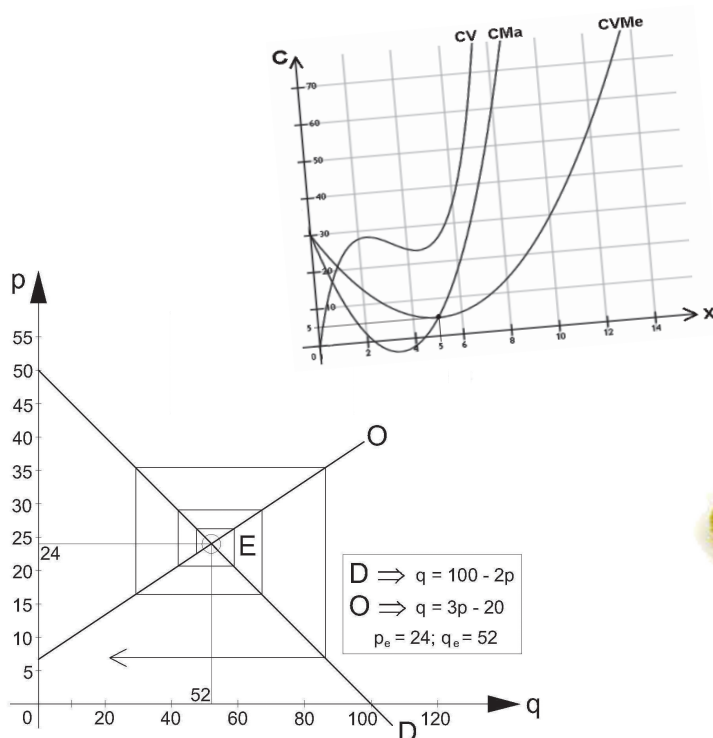 CV
CMa
CVMe
C
70
60
50
40
30
20
10
5
0
2
4
5
6
8
10
12
14
x
p
55
50
45
40
35
30
25
20
15
10
5
0
24
E
O
D ⇒ q = 100 - 2p
O ⇒ q = 3p - 20
pₑ = 24; qₑ = 52
52
20
40
60
80
100
120
q
D